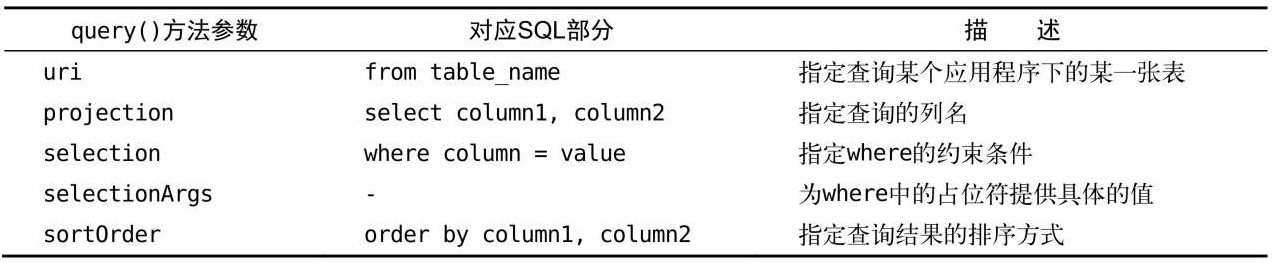 query()方法参数 对应SQL部分 描 述
uri from table_name 指定查询某个应用程序下的某一张表
projection select column1, column2 指定查询的列名
selection where column = value 指定where的约束条件
selectionArgs - 为where中的占位符提供具体的值
sortOrder order by column1, column2 指定查询结果的排序方式